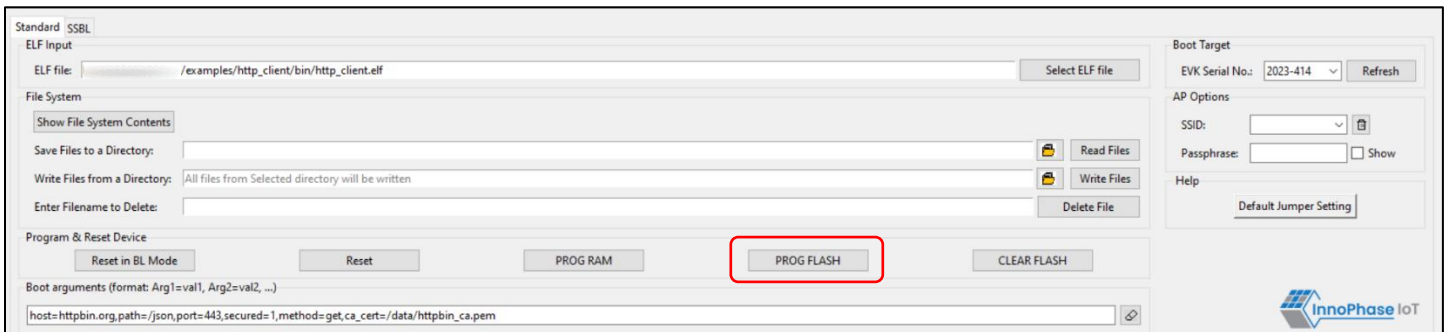 Standard SSBL
ELF Input
ELF file: /examples/http_client/bin/http_client.elf Select ELF file
File System
Show File System Contents
Save Files to a Directory: Read Files
Write Files from a Directory: All files from Selected directory will be written Write Files
Enter Filename to Delete: Delete File
Program & Reset Device
Reset in BL Mode Reset PROG RAM PROG FLASH CLEAR FLASH
Boot arguments (format: Arg1=val1, Arg2=val2, ...)
host=httpbin.org,path=/json,port=443,secured=1,method=get,ca_cert=/data/httpbin_ca.pem
Boot Target
EVK Serial No.: 2023-414 Refresh
AP Options
SSID:
Passphrase: Show
Help
Default Jumper Setting
InnoPhase IoT